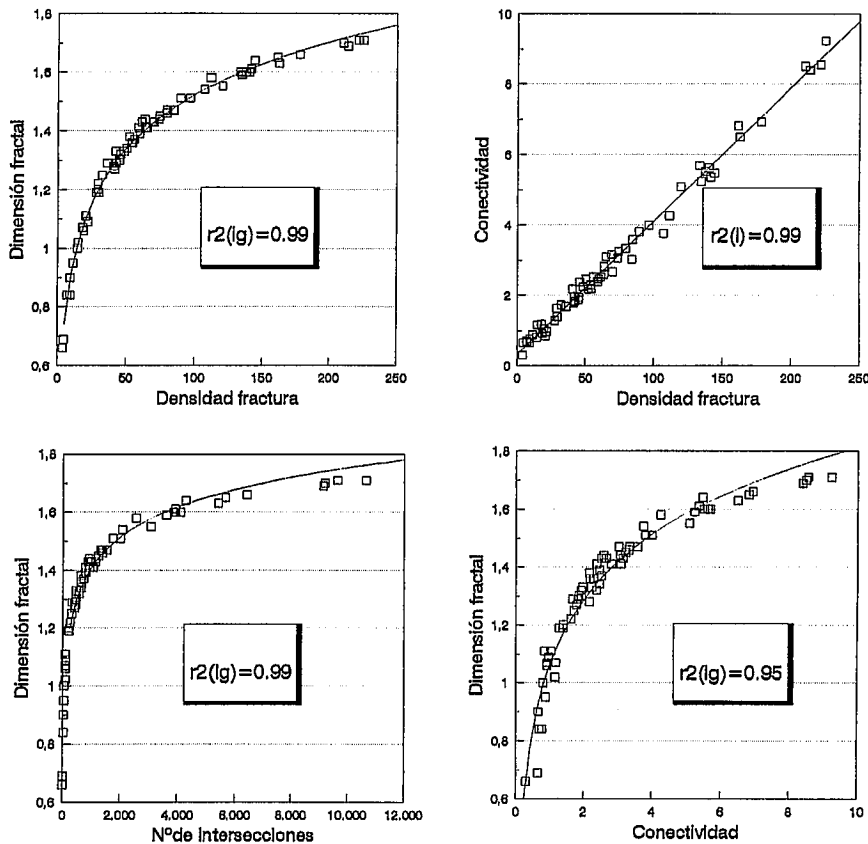 1,8
1,6
1,4
1,2
1
0,8
0,6
Dimensión fractal
r2(lg)=0.99
0 50 100 150 200 250
Densidad fractura
10
8
6
4
2
0
Conectividad
r2(l)=0.99
0 50 100 150 200 250
Densidad fractura
1,8
1,6
1,4
1,2
1
0,8
0,6
Dimensión fractal
r2(lg)=0.99
0 2,000 4,000 6,000 8,000 10,000 12,000
Nºde intersecciones
1,8
1,6
1,4
1,2
1
0,8
0,6
Dimensión fractal
r2(lg)=0.95
0 2 4 6 8 10
Conectividad